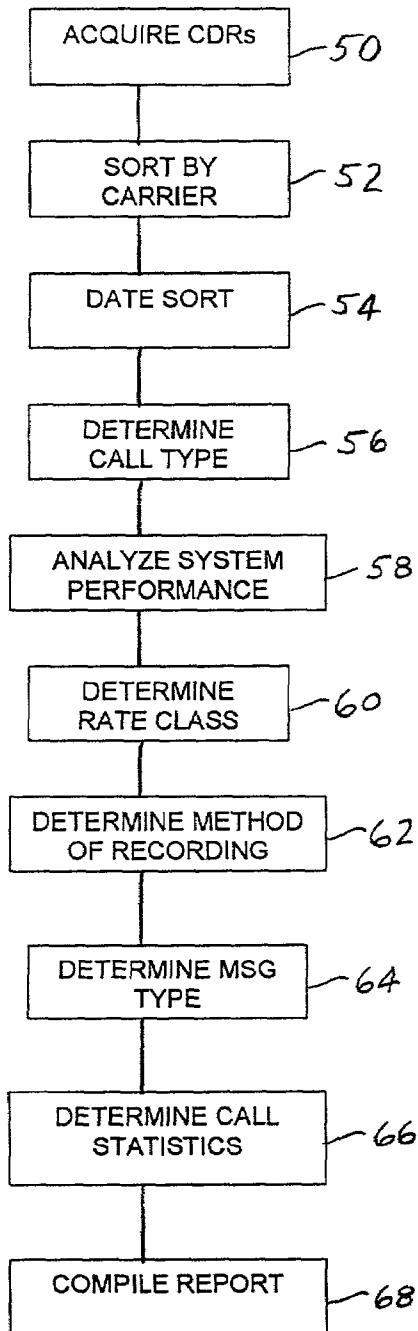 ACQUIRE CDRs
50
SORT BY
CARRIER
52
DATE SORT
54
DETERMINE
CALL TYPE
56
ANALYZE SYSTEM
PERFORMANCE
58
DETERMINE
RATE CLASS
60
DETERMINE METHOD
OF RECORDING
62
DETERMINE MSG
TYPE
64
DETERMINE CALL
STATISTICS
66
COMPILE REPORT
68